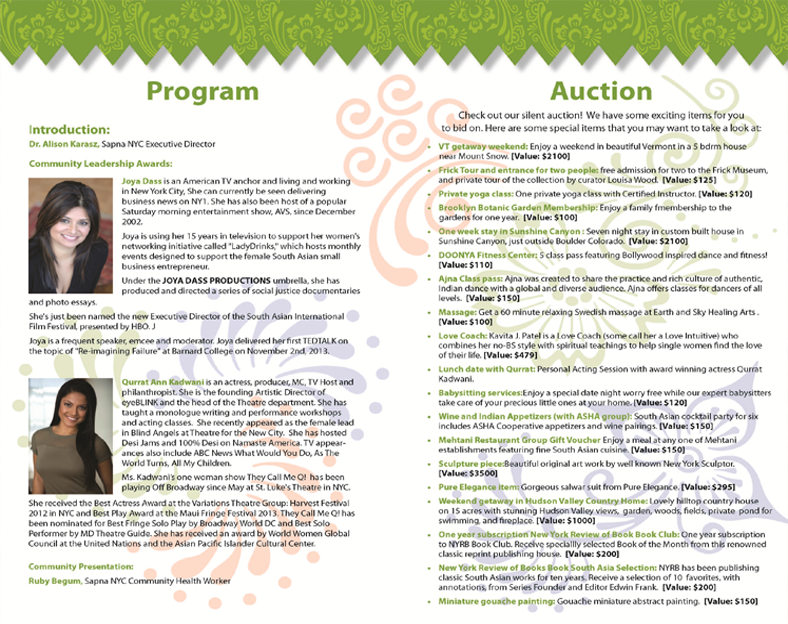 Program
Introduction:
Dr. Alison Karasz, Sapna NYC Executive Director
Community Leadership Awards:
Joya Dass is an American TV anchor and living and working
in New York City, She can currently be seen delivering
business news on NY1. She has also been host of a popular
Saturday morning entertainment show, AVS, since December
2002.
Joya is using her 15 years in television to support her women's
networking initiative called "LadyDrinks," which hosts monthly
events designed to support the female South Asian small
business entrepreneur.
Under the JOYA DASS PRODUCTIONS umbrella, she has
produced and directed a series of social justice documentaries
and photo essays.
She's just been named the new Executive Director of the South Asian International
Film Festival, presented by HBO. J
Joya is a frequent speaker, emcee and moderator. Joya delivered her first TEDTALK on
the topic of "Re-imagining Failure" at Barnard College on November 2nd, 2013.
Qurrat Ann Kadwani is an actress, producer, MC, TV Host and
philanthropist. She is the founding Artistic Director of
eyeBLINK and the head of the Theatre department. She has
taught a monologue writing and performance workshops
and acting classes. She recently appeared as the female lead
in Blind Angels at Theatre for the New City. She has hosted
Desi Jams and 100% Desi on Namaste America. TV appear-
ances also include ABC News What Would You Do, As The
World Turns, All My Children.
Ms. Kadwani's one woman show They Call Me Q! has been
playing Off Broadway since May at St. Luke's Theatre in NYC.
She received the Best Actress Award at the Variations Theatre Group: Harvest Festival
2012 in NYC and Best Play Award at the Maui Fringe Festival 2013. They Call Me Q! has
been nominated for Best Fringe Solo Play by Broadway World DC and Best Solo
Performer by MD Theatre Guide. She has received an award by World Women Global
Council at the United Nations and the Asian Pacific Islander Cultural Center.
Community Presentation:
Ruby Begum, Sapna NYC Community Health Worker
Auction
Check out our silent auction! We have some exciting items for you
to bid on. Here are some special items that you may want to take a look at:
• VT getaway weekend: Enjoy a weekend in beautiful Vermont in a 5 bdrm house
near Mount Snow. [Value: $2100]
• Frick Tour and entrance for two people: free admission for two to the Frick Museum,
and private tour of the collection by curator Louisa Wood. [Value: $125]
• Private yoga class: One private yoga class with Certified Instructor. [Value: $120]
• Brooklyn Botanic Garden Membership: Enjoy a family fmembership to the
gardens for one year. [Value: $100]
• One week stay in Sunshine Canyon : Seven night stay in custom built house in
Sunshine Canyon, just outside Boulder Colorado. [Value: $2100]
• DOONYA Fitness Center: 5 class pass featuring Bollywood inspired dance and fitness!
[Value: $110]
• Ajna Class pass: Ajna was created to share the practice and rich culture of authentic,
Indian dance with a global and diverse audience. Ajna offers classes for dancers of all
levels. [Value: $150]
• Massage: Get a 60 minute relaxing Swedish massage at Earth and Sky Healing Arts .
[Value: $100]
• Love Coach: Kavita J. Patel is a Love Coach (some call her a Love Intuitive) who
combines her no-BS style with spiritual teachings to help single women find the love
of their life. [Value: $479]
• Lunch date with Qurrat: Personal Acting Session with award winning actress Qurrat
Kadwani.
• Babysitting services:Enjoy a special date night worry free while our expert babysitters
take care of your precious little ones at your home. [Value: $120]
• Wine and Indian Appetizers (with ASHA group): South Asian cocktail party for six
includes ASHA Cooperative appetizers and wine pairings. [Value: $150]
• Mehtani Restaurant Group Gift Voucher Enjoy a meal at any one of Mehtani
establishments featuring fine South Asian cuisine. [Value: $150]
• Sculpture piece:Beautiful original art work by well known New York Sculptor.
[Value: $3500]
• Pure Elegance item: Gorgeous salwar suit from Pure Elegance. [Value: $295]
• Weekend getaway in Hudson Valley Country Home: Lovely hilltop country house
on 15 acres with stunning Hudson Valley views, garden, woods, fields, private pond for
swimming, and fireplace. [Value: $1000]
• One year subscription New York Review of Book Book Club: One year subscription
to NYRB Book Club. Receive speciallly selected Book of the Month from this renowned
classic reprint publishing house. [Value: $200]
• New York Review of Books Book South Asia Selection: NYRB has been publishing
classic South Asian works for ten years. Receive a selection of 10 favorites, with
annotations, from Series Founder and Editor Edwin Frank. [Value: $200]
• Miniature gouache painting: Gouache miniature abstract painting. [Value: $150]